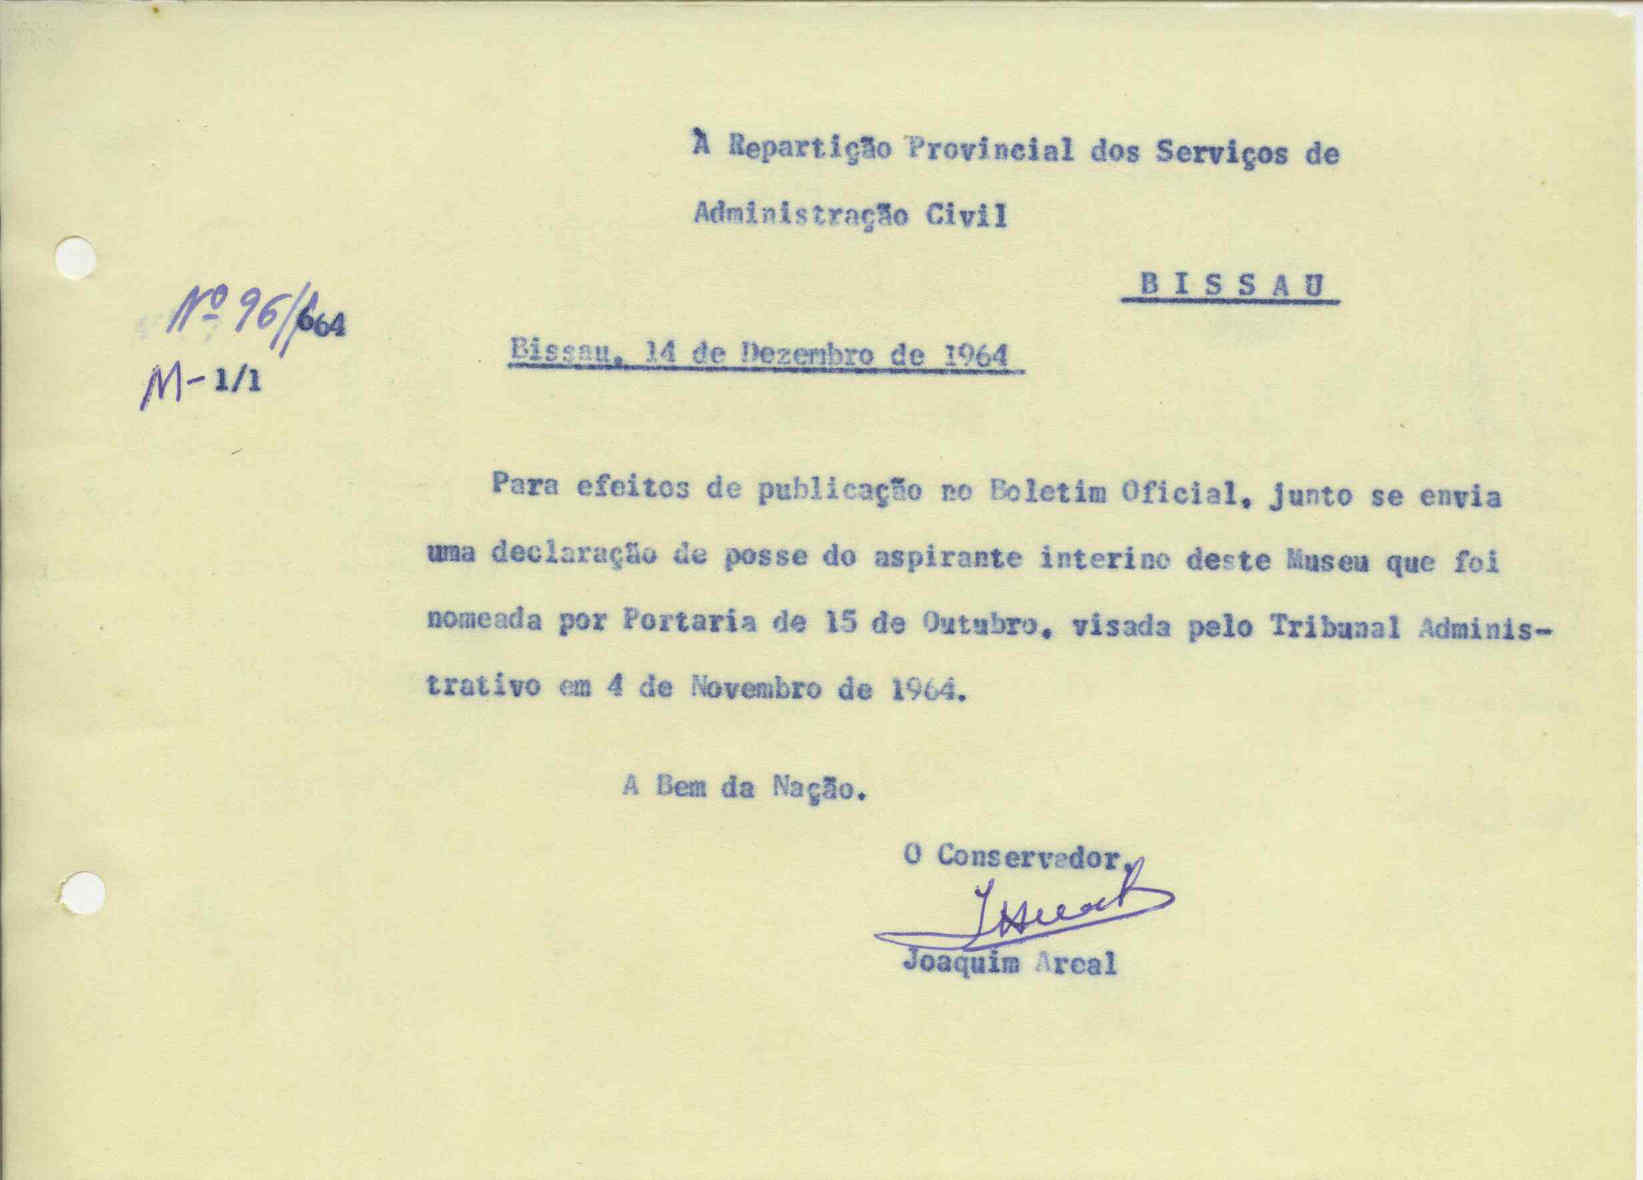 À Repartição Provincial dos Serviços de
Administração Civil
BISSAU
Nº 96/664
M-1/1
Bissau, 14 de Dezembro de 1964
Para efeitos de publicação no Boletim Oficial, junto se envia
uma declaração de posse do aspirante interino deste Museu que foi
nomeada por Portaria de 15 de Outubro, visada pelo Tribunal Adminis-
trativo em 4 de Novembro de 1964.
A Bem da Nação.
O Conservador,
Joaquim Areal